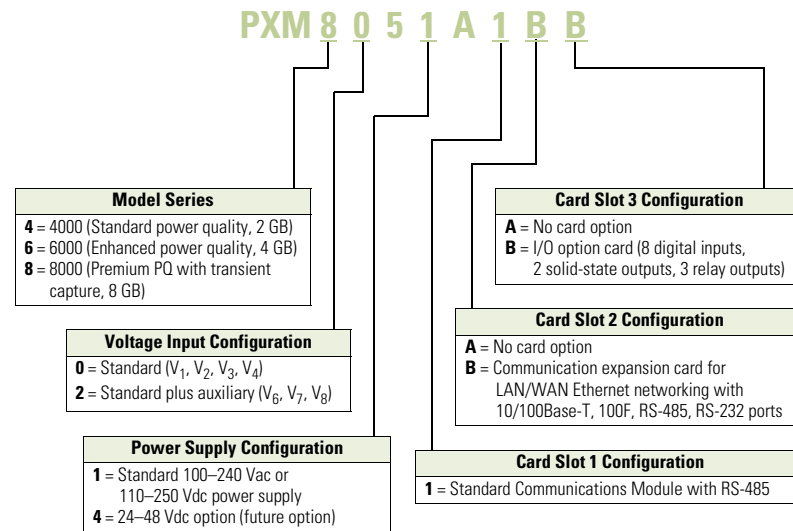 PXM 8 0 5 1 A 1 B B
Model Series
4 = 4000 (Standard power quality, 2 GB)
6 = 6000 (Enhanced power quality, 4 GB)
8 = 8000 (Premium PQ with transient
capture, 8 GB)
Voltage Input Configuration
0 = Standard (V1, V2, V3, V4)
2 = Standard plus auxiliary (V6, V7, V8)
Power Supply Configuration
1 = Standard 100–240 Vac or
110–250 Vdc power supply
4 = 24–48 Vdc option (future option)
Card Slot 3 Configuration
A = No card option
B = I/O option card (8 digital inputs,
2 solid-state outputs, 3 relay outputs)
Card Slot 2 Configuration
A = No card option
B = Communication expansion card for
LAN/WAN Ethernet networking with
10/100Base-T, 100F, RS-485, RS-232 ports
Card Slot 1 Configuration
1 = Standard Communications Module with RS-485